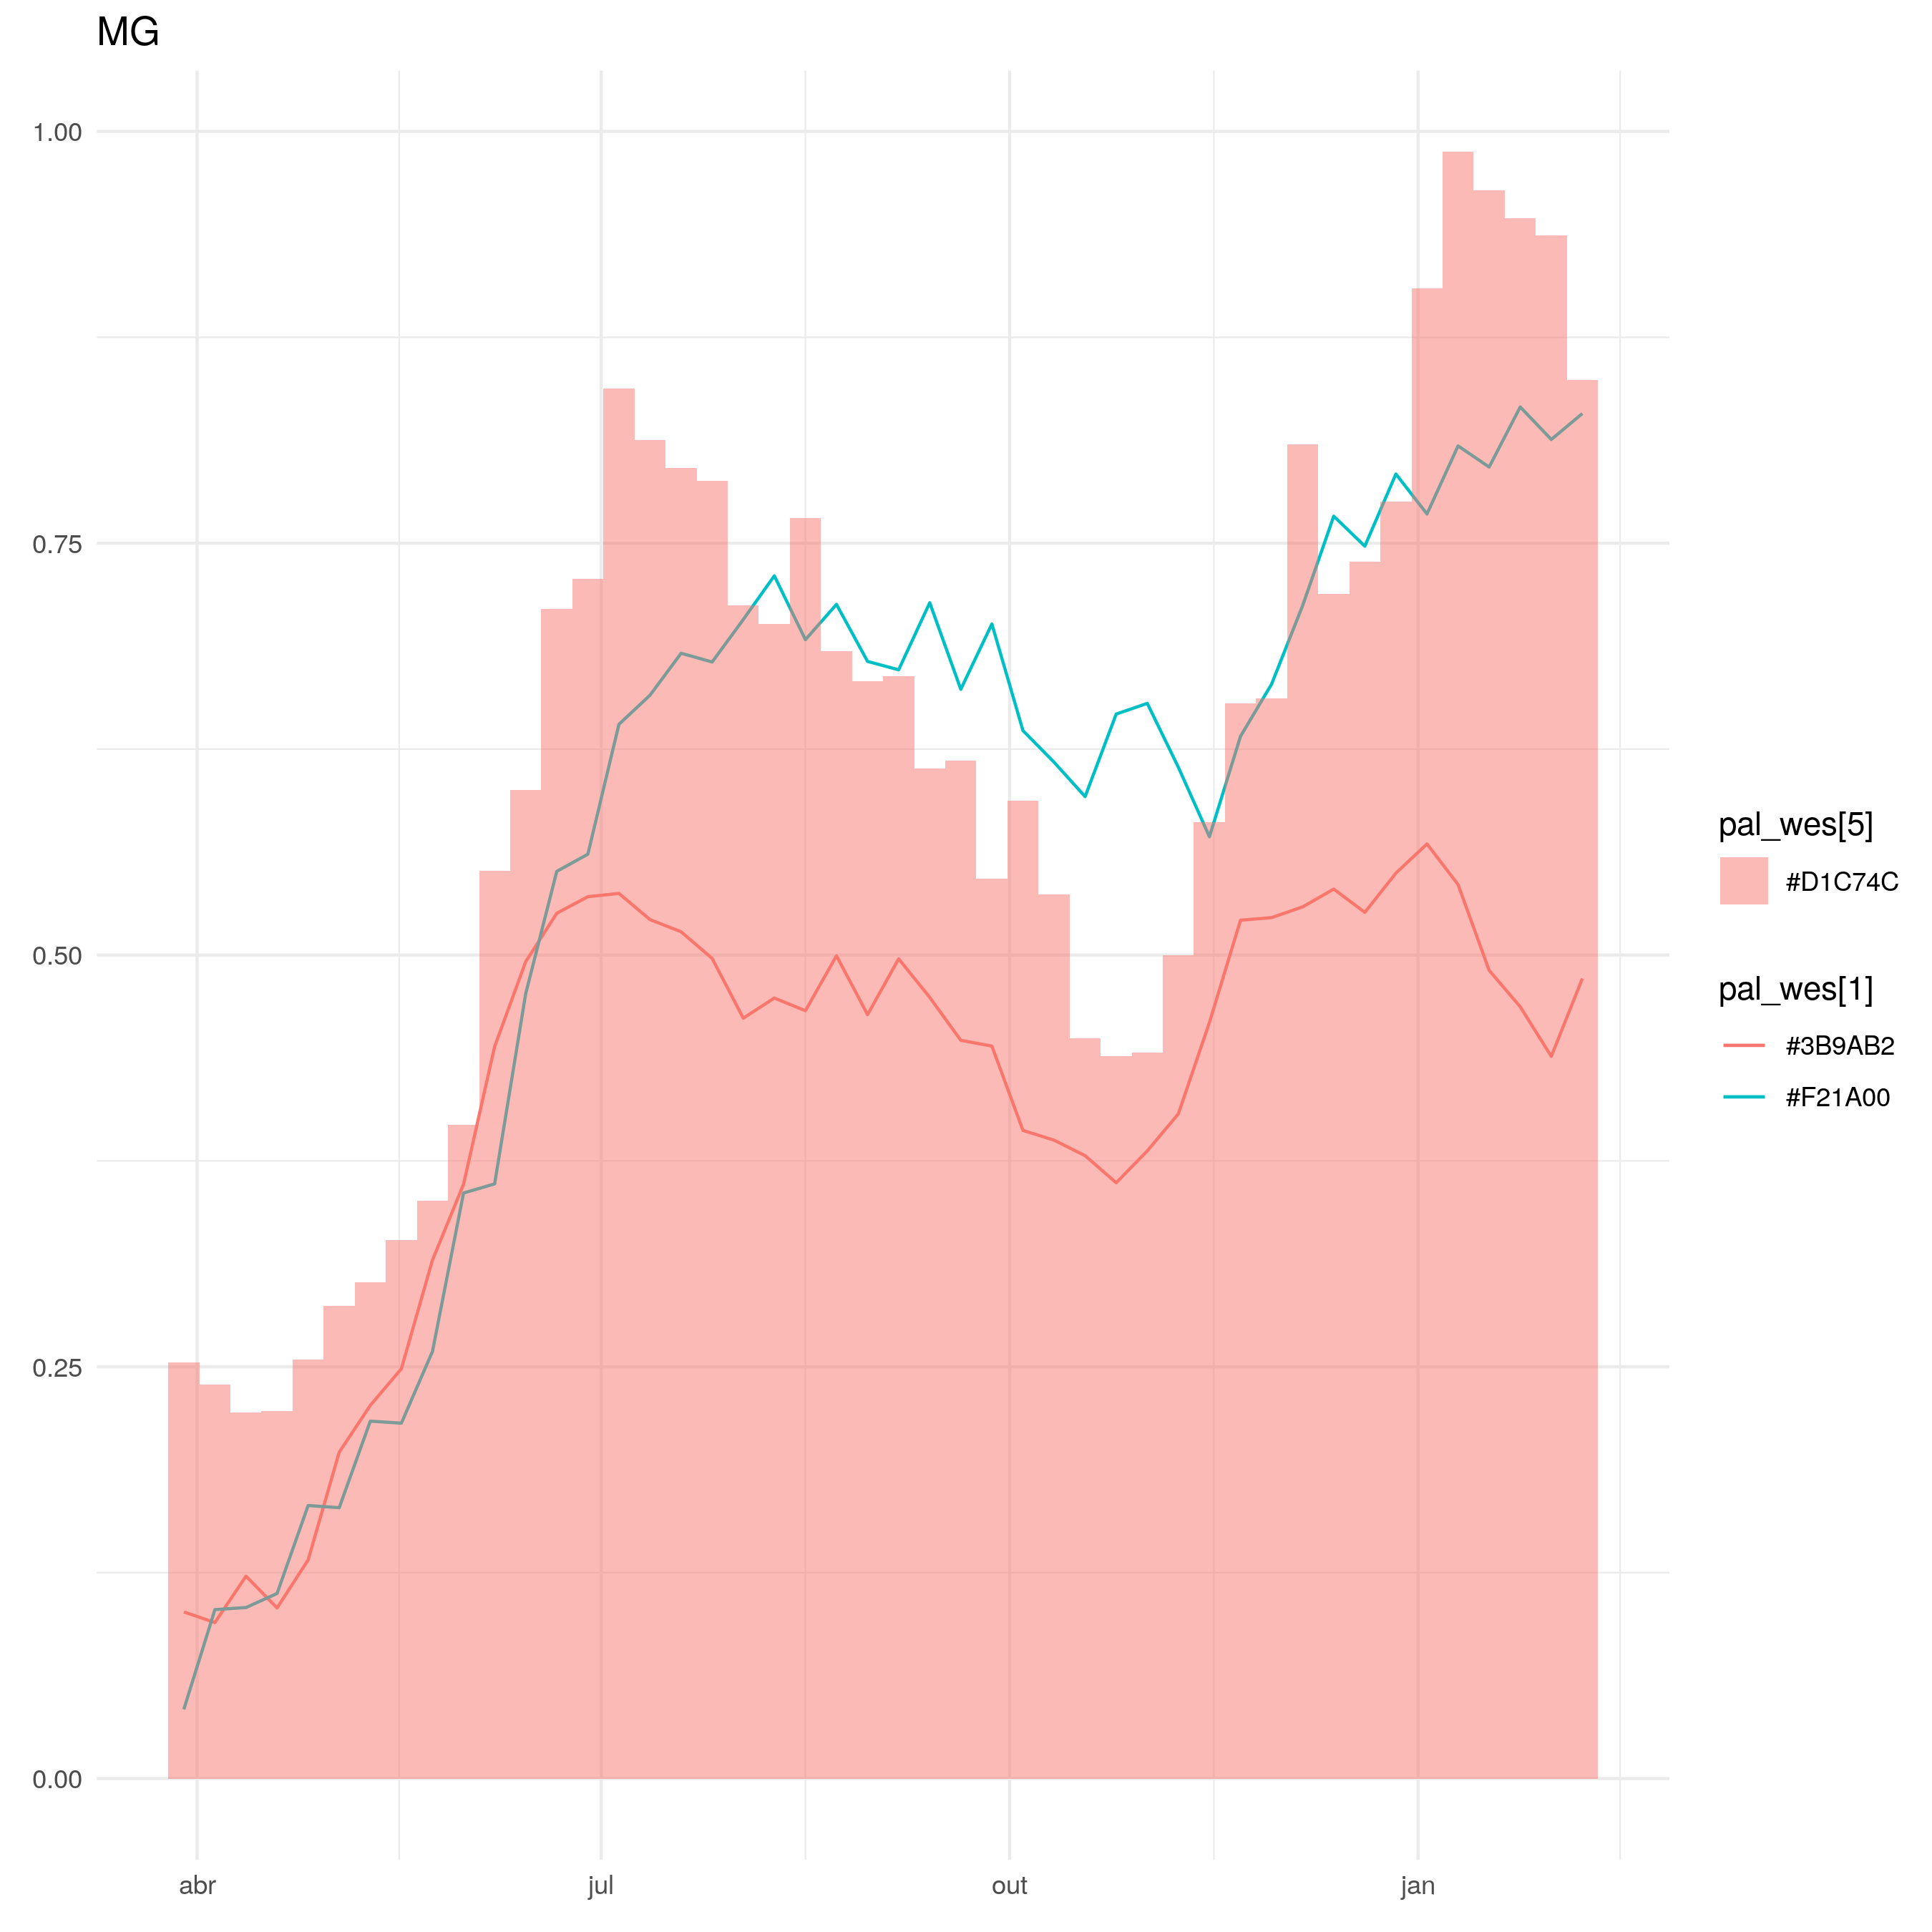 MG
1.00
0.75
0.50
0.25
0.00
abr
jul
out
jan
pal_wes[5]
#D1C74C
pal_wes[1]
#3B9AB2
#F21A00